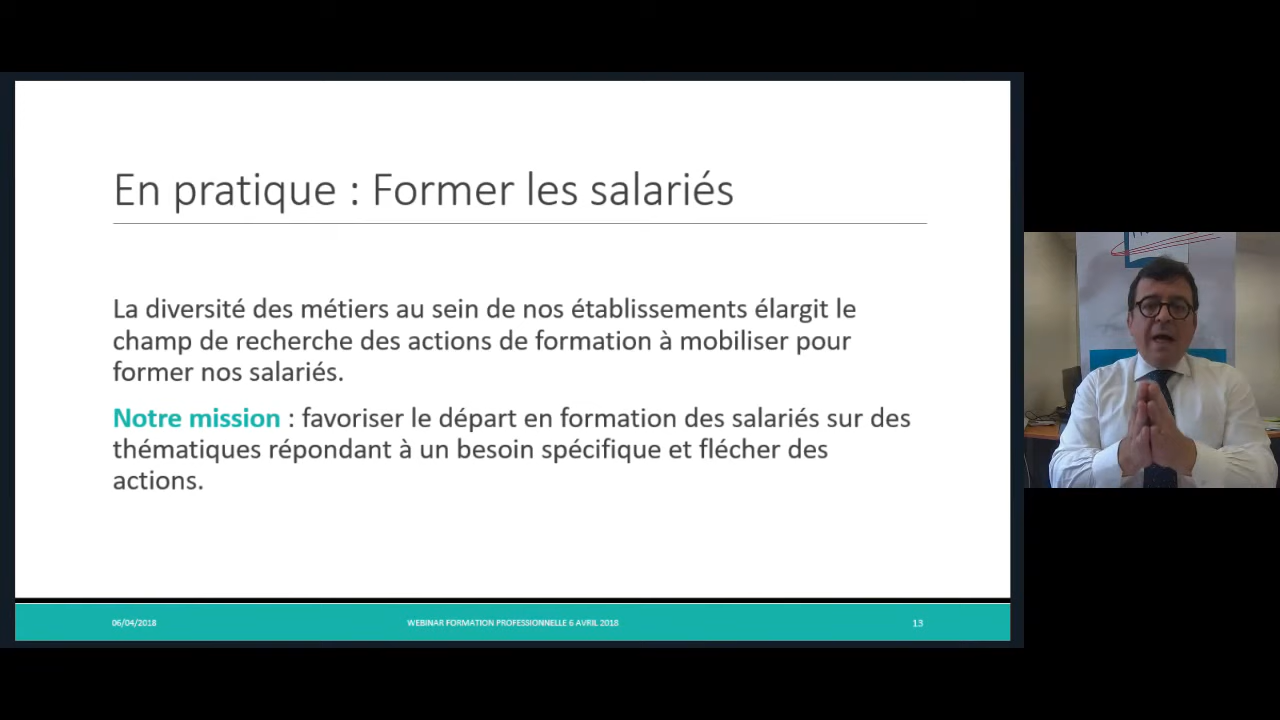 En pratique : Former les salariés
La diversité des métiers au sein de nos établissements élargit le
champ de recherche des actions de formation à mobiliser pour
former nos salariés.
Notre mission : favoriser le départ en formation des salariés sur des
thématiques répondant à un besoin spécifique et flécher des
actions.
06/04/2018
WEBINAR FORMATION PROFESSIONNELLE 6 AVRIL 2018
13